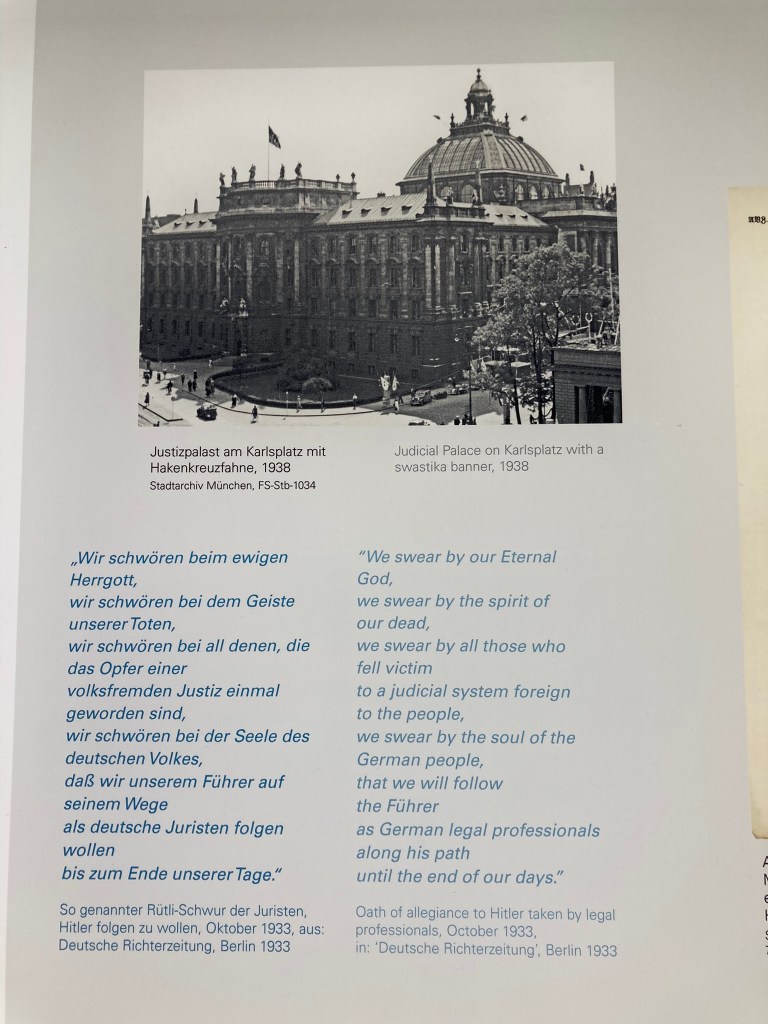 Justizpalast am Karlsplatz mit
Hakenkreuzfahne, 1938
Stadtarchiv München, FS-Stb-1034
Judicial Palace on Karlsplatz with a
swastika banner, 1938
„Wir schwören beim ewigen
Herrgott,
wir schwören bei dem Geiste
unserer Toten,
wir schwören bei all denen, die
das Opfer einer
volksfremden Justiz einmal
geworden sind,
wir schwören bei der Seele des
deutschen Volkes,
daß wir unserem Führer auf
seinem Wege
als deutsche Juristen folgen
wollen
bis zum Ende unserer Tage.“
So genannter Rütli-Schwur der Juristen,
Hitler folgen zu wollen, Oktober 1933, aus:
Deutsche Richterzeitung, Berlin 1933
“We swear by our Eternal
God,
we swear by the spirit of
our dead,
we swear by all those who
fell victim
to a judicial system foreign
to the people,
we swear by the soul of the
German people,
that we will follow
the Führer
as German legal professionals
along his path
until the end of our days.”
Oath of allegiance to Hitler taken by legal
professionals, October 1933,
in: ‘Deutsche Richterzeitung’, Berlin 1933